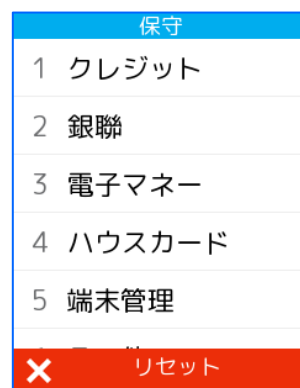 保守
1 クレジット
2 銀聯
3 電子マネー
4 ハウスカード
5 端末管理
リセット